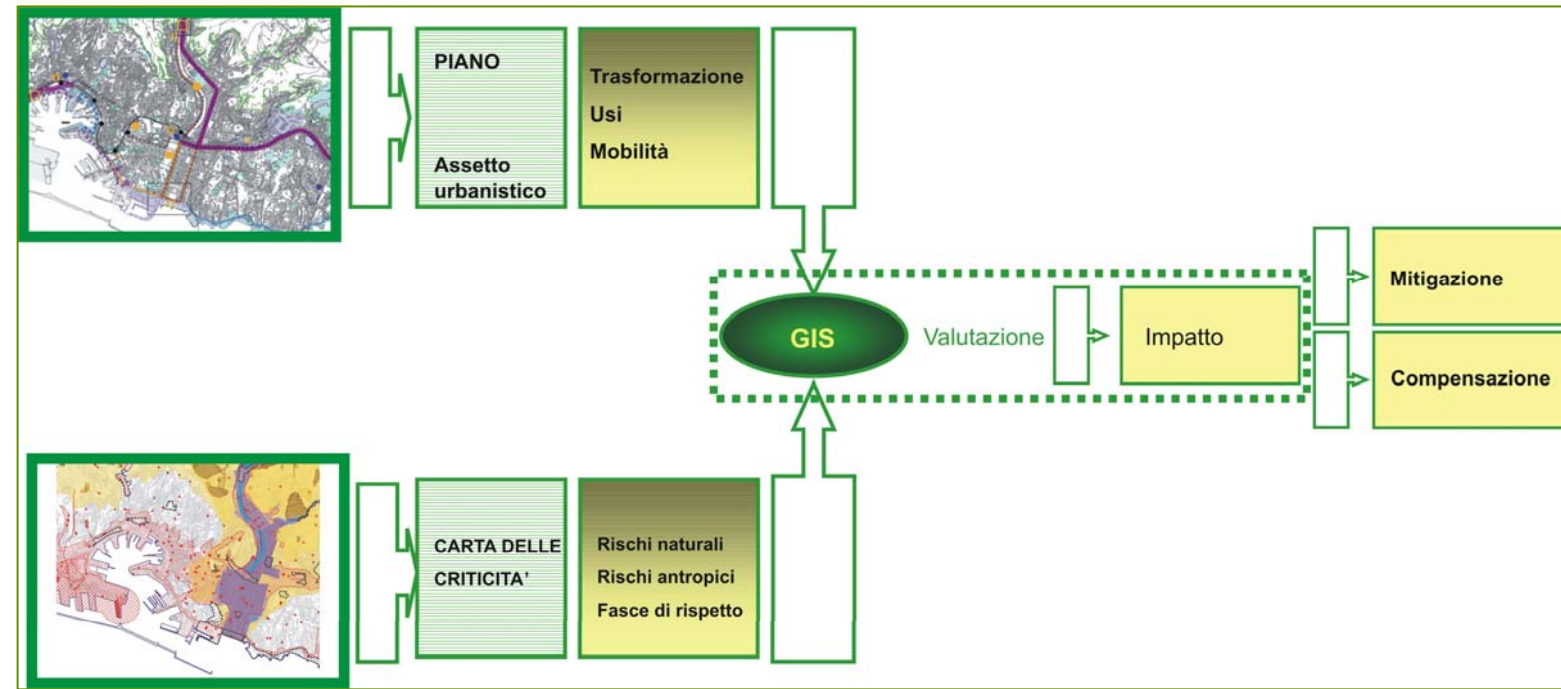 PIANO
Assetto
urbanistico
Trasformazione
Usi
Mobilità
GIS
Valutazione
Impatto
Mitigazione
Compensazione
CARTA DELLE
CRITICITA'
Rischi naturali
Rischi antropici
Fasce di rispetto